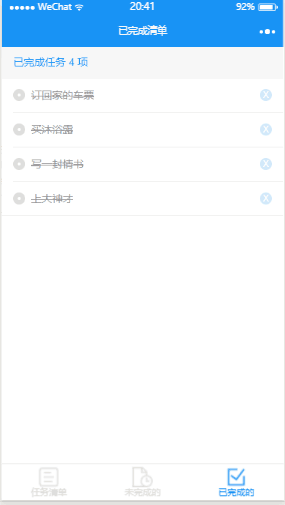 ●●●●● WeChat 20:41 92%
已完成清单
已完成任务 4 项
订回家的车票 X
买沐浴露 X
写一封情书 X
上大神才 X
任务清单 未完成的 已完成的